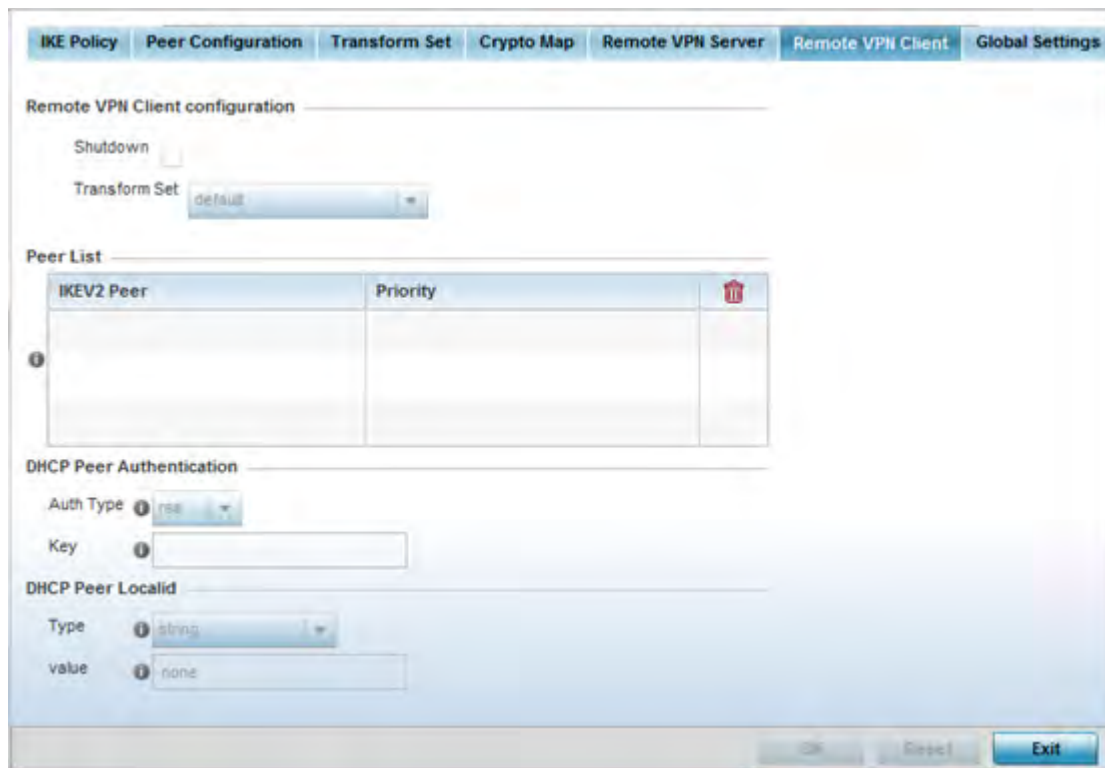 IKE Policy Peer Configuration Transform Set Crypto Map Remote VPN Server Remote VPN Client Global Settings
Remote VPN Client configuration
Shutdown
Transform Set default
Peer List
IKEV2 Peer Priority
DHCP Peer Authentication
Auth Type rsa
Key
DHCP Peer Localid
Type string
value none
OK Reset Exit